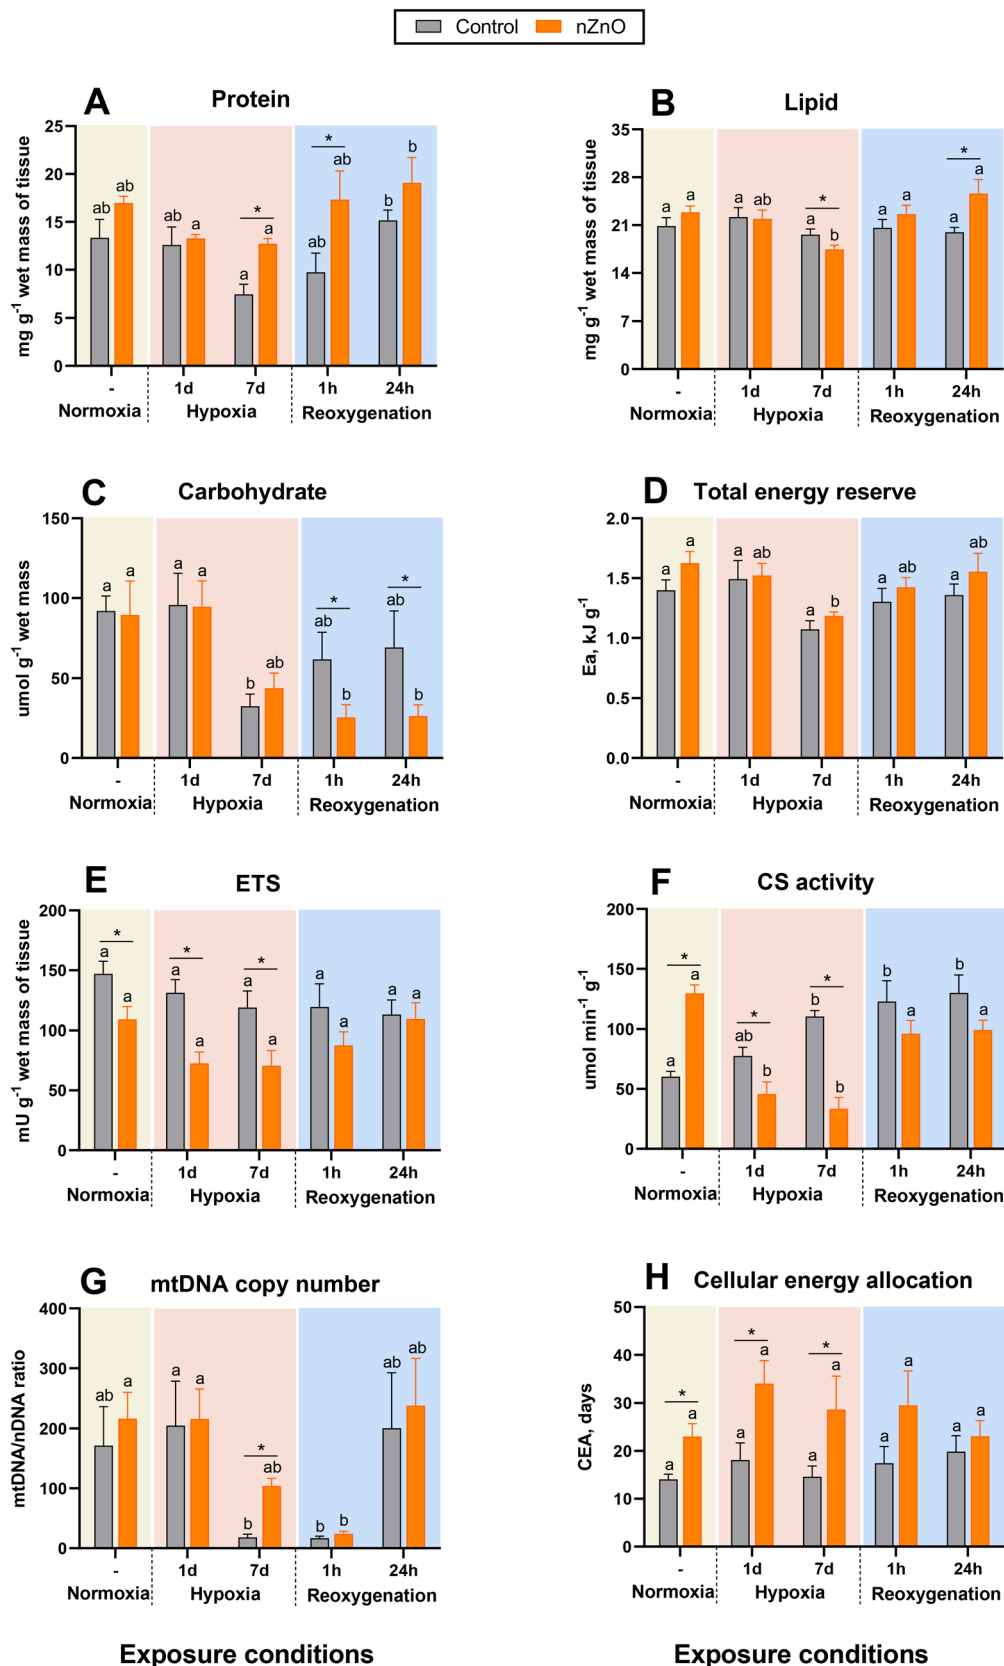 Control nZnO
A Protein
mg g⁻¹ wet mass of tissue
25
20
15
10
5
0
ab ab ab a a a ab ab b b
* *
- 1d 7d 1h 24h
Normoxia Hypoxia Reoxygenation
B Lipid
mg g⁻¹ wet mass of tissue
35
28
21
14
7
0
a a a ab a b a a a a
* *
- 1d 7d 1h 24h
Normoxia Hypoxia Reoxygenation
C Carbohydrate
umol g⁻¹ wet mass
150
100
50
0
a a a a b ab ab b ab b
* *
- 1d 7d 1h 24h
Normoxia Hypoxia Reoxygenation
D Total energy reserve
Ea, kJ g⁻¹
2.0
1.5
1.0
0.5
0.0
a a a ab a b a ab a ab
- 1d 7d 1h 24h
Normoxia Hypoxia Reoxygenation
E ETS
mU g⁻¹ wet mass of tissue
200
150
100
50
0
a a a a a a a a a a
* * *
- 1d 7d 1h 24h
Normoxia Hypoxia Reoxygenation
F CS activity
umol min⁻¹ g⁻¹
200
150
100
50
0
a a ab b b b b a b a
* * *
- 1d 7d 1h 24h
Normoxia Hypoxia Reoxygenation
G mtDNA copy number
mtDNA/nDNA ratio
400
300
200
100
0
ab a a a b ab b b ab ab
*
- 1d 7d 1h 24h
Normoxia Hypoxia Reoxygenation
H Cellular energy allocation
CEA, days
50
40
30
20
10
0
a a a a a a a a a a
* * *
- 1d 7d 1h 24h
Normoxia Hypoxia Reoxygenation
Exposure conditions Exposure conditions